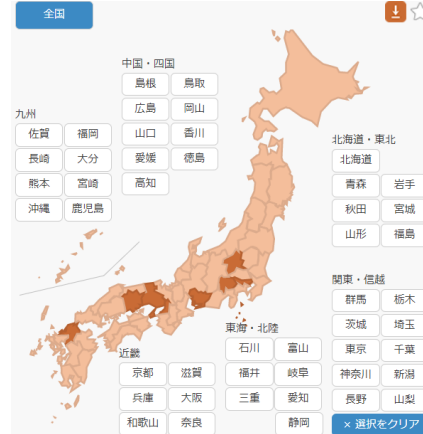 全国
中国・四国
島根 鳥取
広島 岡山
山口 香川
愛媛 徳島
高知
九州
佐賀 福岡
長崎 大分
熊本 宮崎
沖縄 鹿児島
北海道・東北
北海道
青森 岩手
秋田 宮城
山形 福島
関東・信越
群馬 栃木
茨城 埼玉
東京 千葉
神奈川 新潟
長野 山梨
× 選択をクリア
東海・北陸
石川 富山
福井 岐阜
三重 愛知
静岡
近畿
京都 滋賀
兵庫 大阪
和歌山 奈良